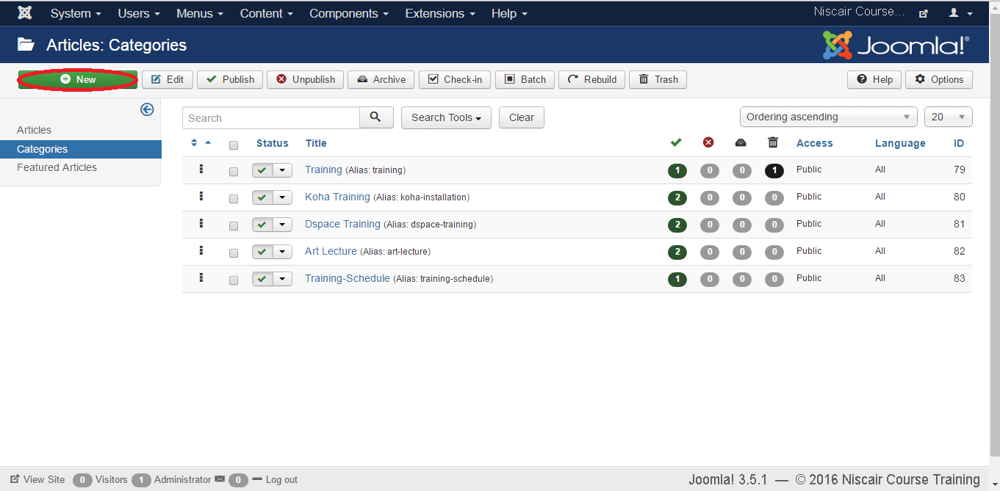 System Users Menus Content Components Extensions Help Niscair Course...
Articles: Categories Joomla!®
New Edit Publish Unpublish Archive Check-in Batch Rebuild Trash Help Options
Search Search Tools Clear Ordering ascending 20
Articles
Categories
Featured Articles
Status Title Access Language ID
Training (Alias: training) 1 0 0 1 Public All 79
Koha Training (Alias: koha-installation) 2 0 0 0 Public All 80
Dspace Training (Alias: dspace-training) 2 0 0 0 Public All 81
Art Lecture (Alias: art-lecture) 2 0 0 0 Public All 82
Training-Schedule (Alias: training-schedule) 1 0 0 0 Public All 83
View Site 0 Visitors 1 Administrator 0 Log out Joomla! 3.5.1 — © 2016 Niscair Course Training